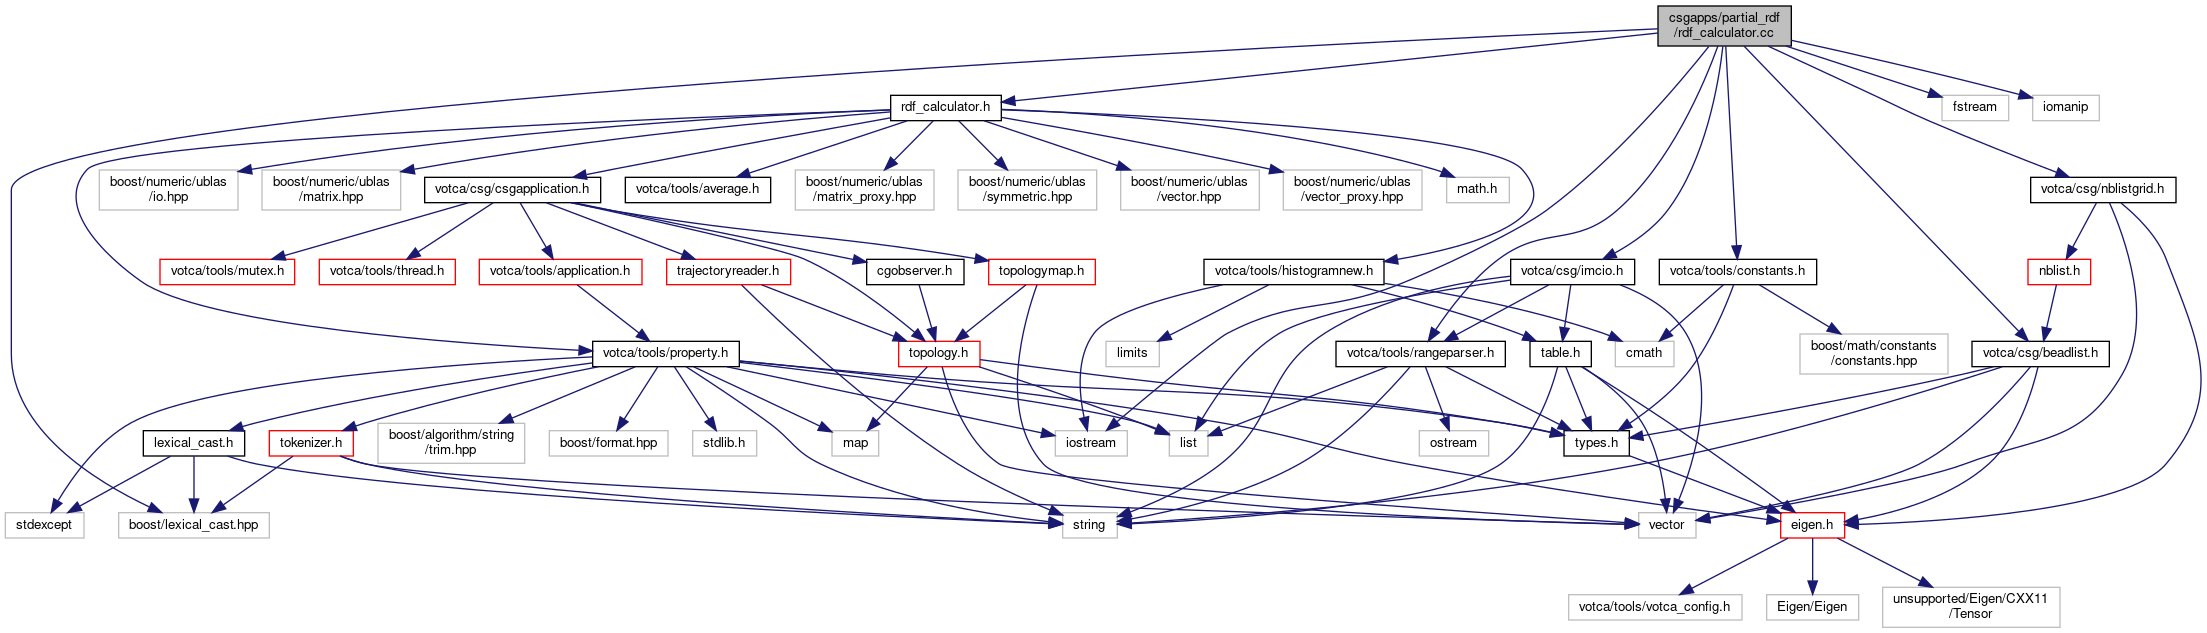 csgapps/partial_rdf
/rdf_calculator.cc
rdf_calculator.h
fstream
iomanip
boost/numeric/ublas
/io.hpp
boost/numeric/ublas
/matrix.hpp
votca/csg/csgapplication.h
votca/tools/average.h
boost/numeric/ublas
/matrix_proxy.hpp
boost/numeric/ublas
/symmetric.hpp
boost/numeric/ublas
/vector.hpp
boost/numeric/ublas
/vector_proxy.hpp
math.h
votca/csg/nblistgrid.h
votca/tools/mutex.h
votca/tools/thread.h
votca/tools/application.h
trajectoryreader.h
cgobserver.h
topologymap.h
votca/tools/histogramnew.h
votca/csg/imcio.h
votca/tools/constants.h
nblist.h
votca/tools/property.h
topology.h
limits
votca/tools/rangeparser.h
table.h
cmath
boost/math/constants
/constants.hpp
votca/csg/beadlist.h
lexical_cast.h
tokenizer.h
boost/algorithm/string
/trim.hpp
boost/format.hpp
stdlib.h
map
iostream
list
ostream
types.h
stdexcept
boost/lexical_cast.hpp
string
vector
eigen.h
votca/tools/votca_config.h
Eigen/Eigen
unsupported/Eigen/CXX11
/Tensor